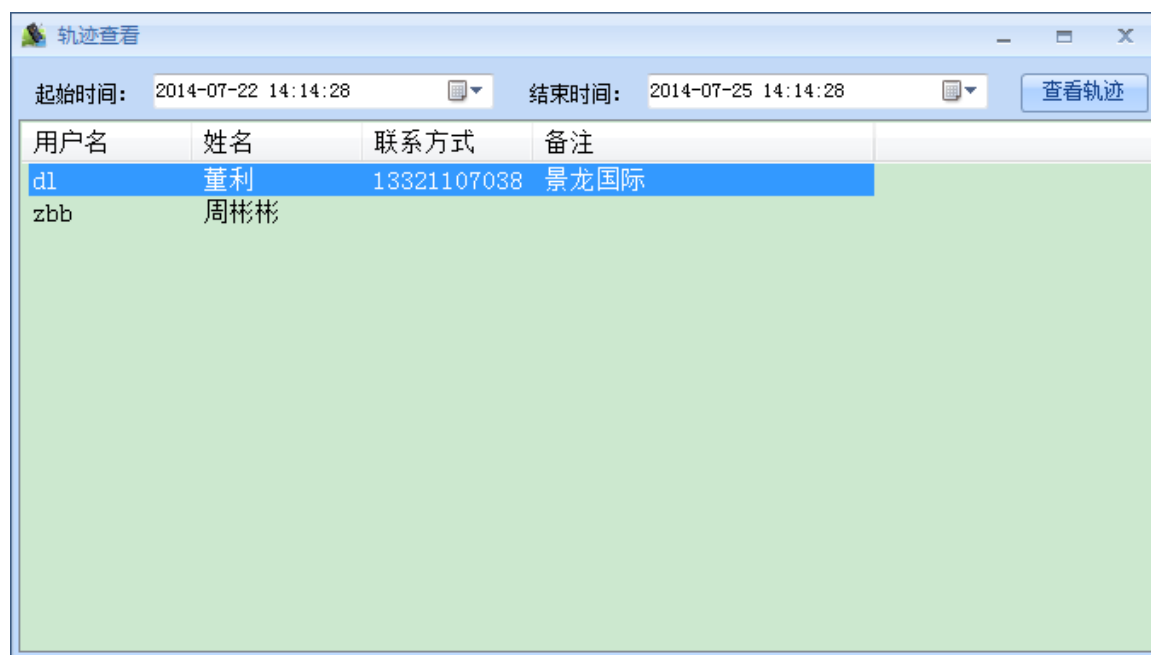 轨迹查看
起始时间: 2014-07-22 14:14:28 结束时间: 2014-07-25 14:14:28 查看轨迹
用户名 姓名 联系方式 备注
dl 董利 13321107038 景龙国际
zbb 周彬彬